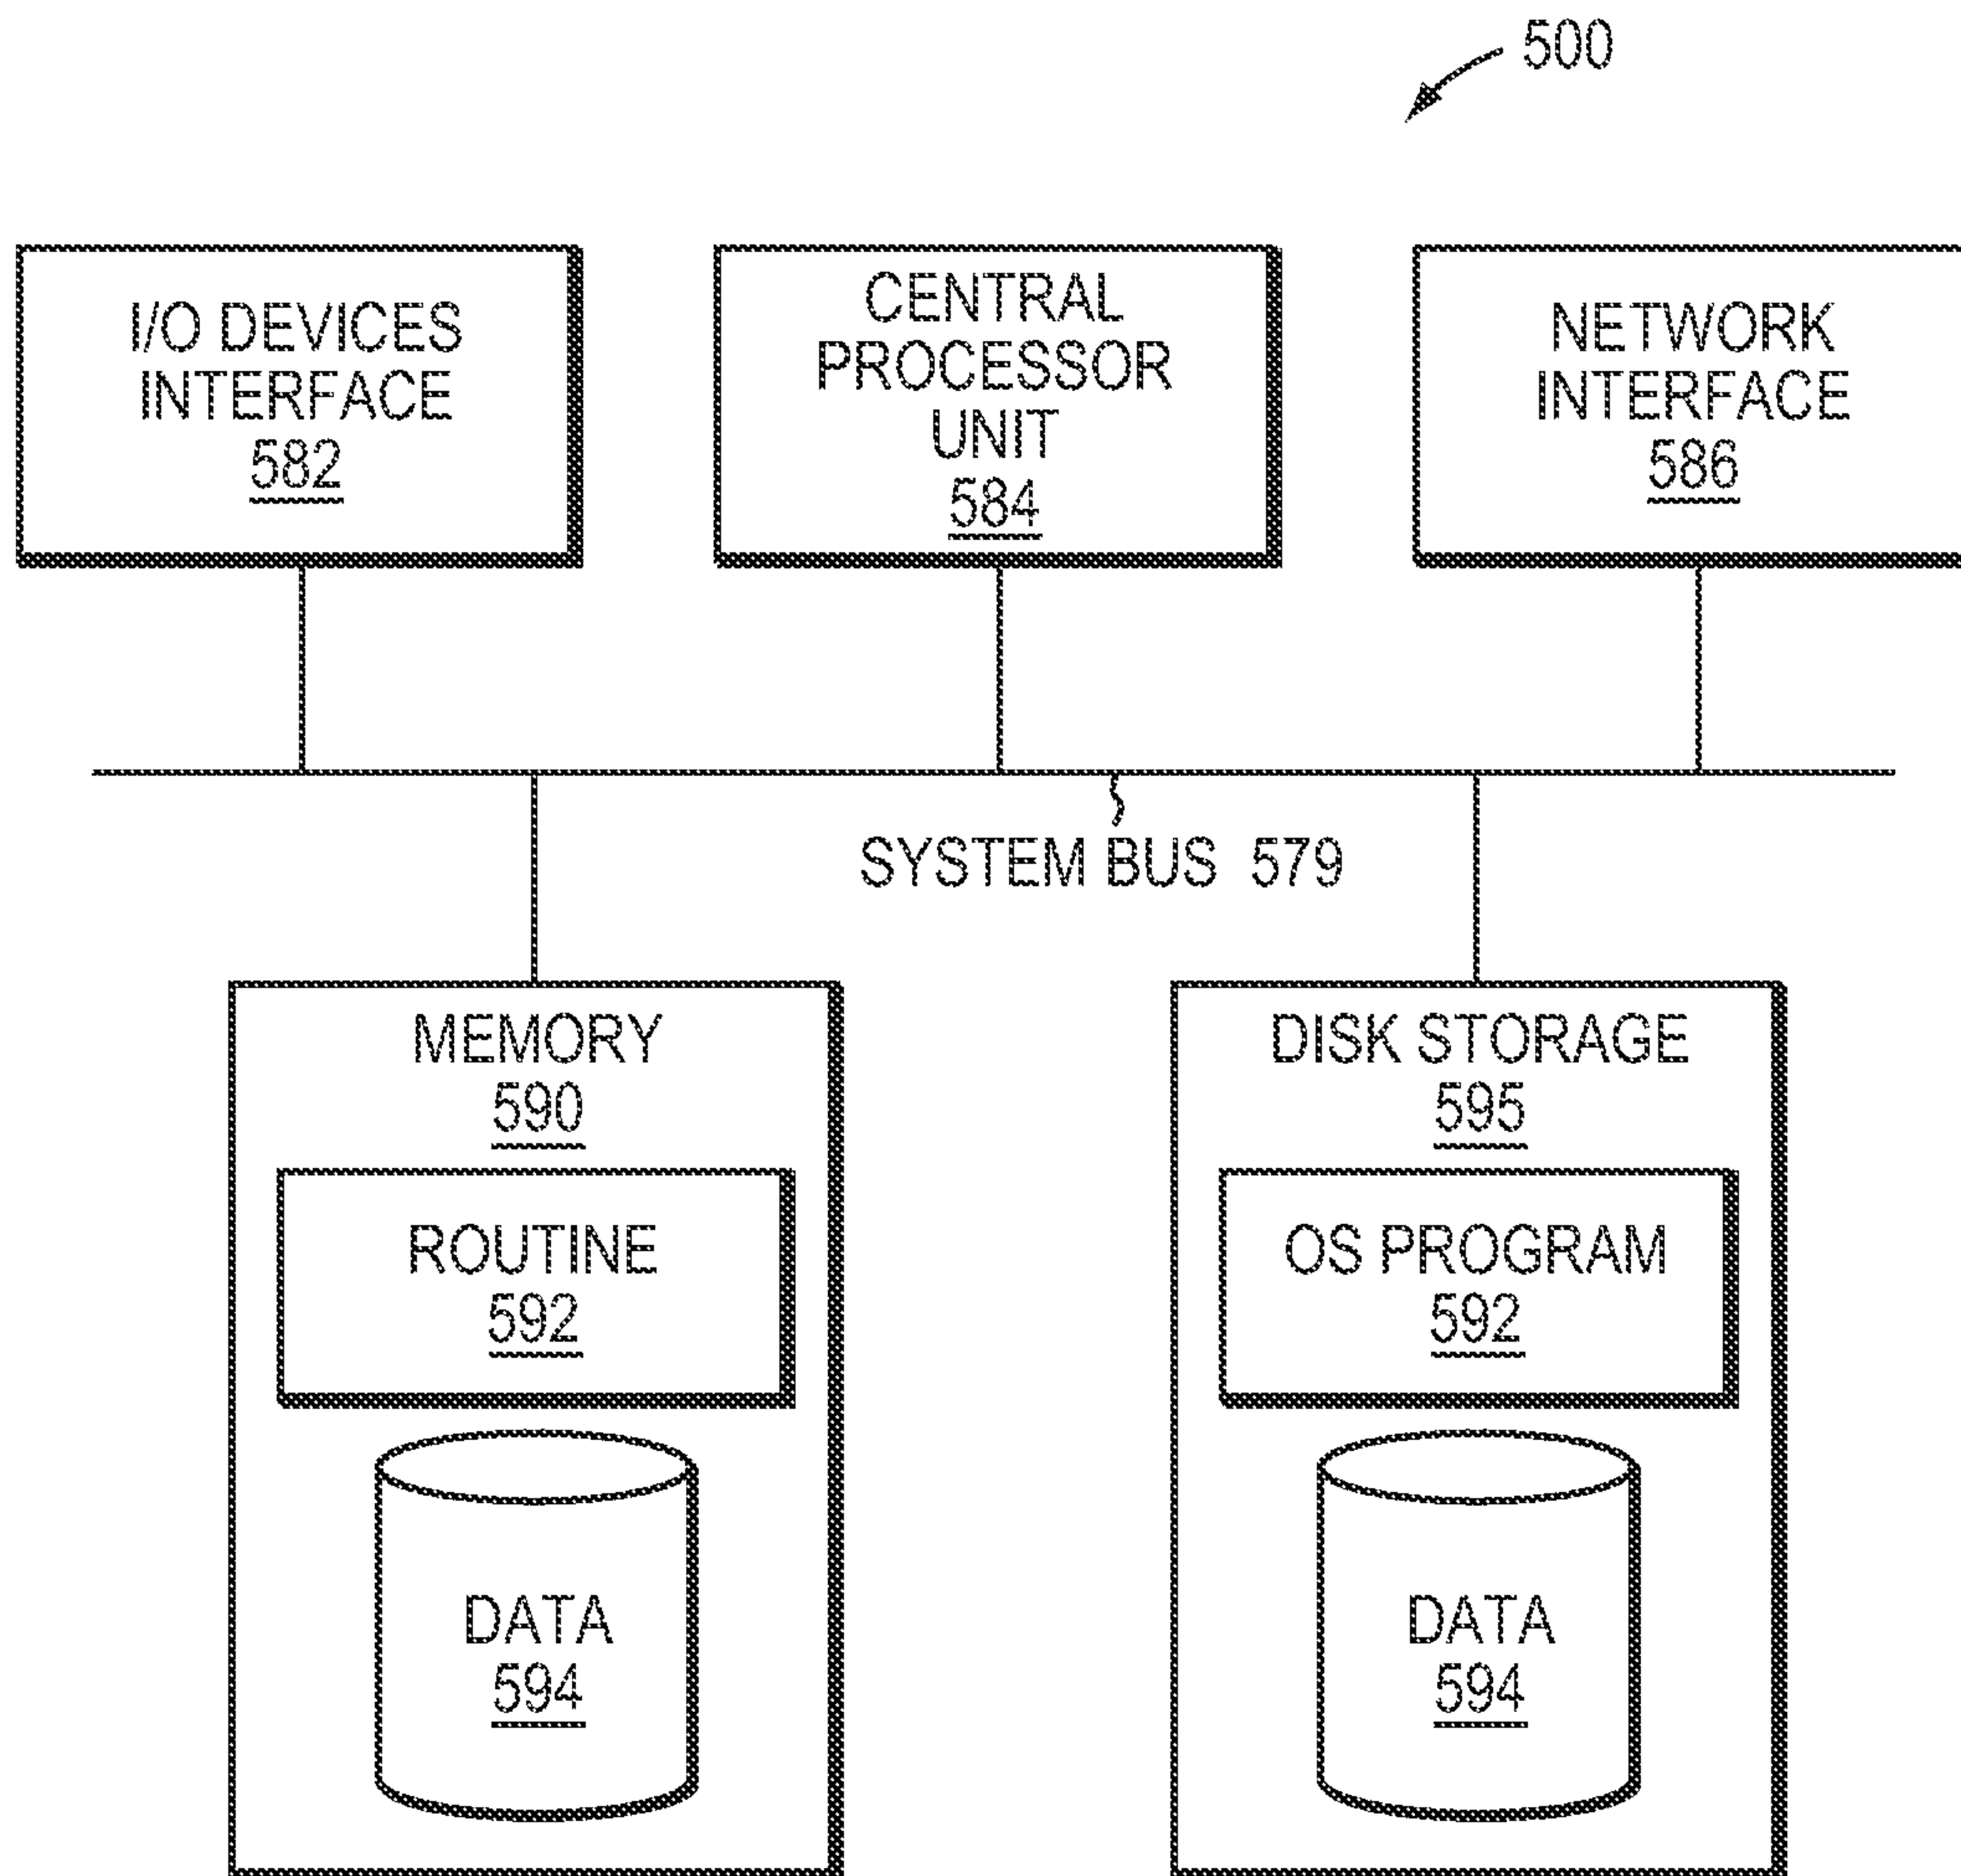 500
I/O DEVICES
INTERFACE
582
CENTRAL
PROCESSOR
UNIT
584
NETWORK
INTERFACE
586
SYSTEM BUS 579
MEMORY
590
ROUTINE
592
DATA
594
DISK STORAGE
595
OS PROGRAM
592
DATA
594